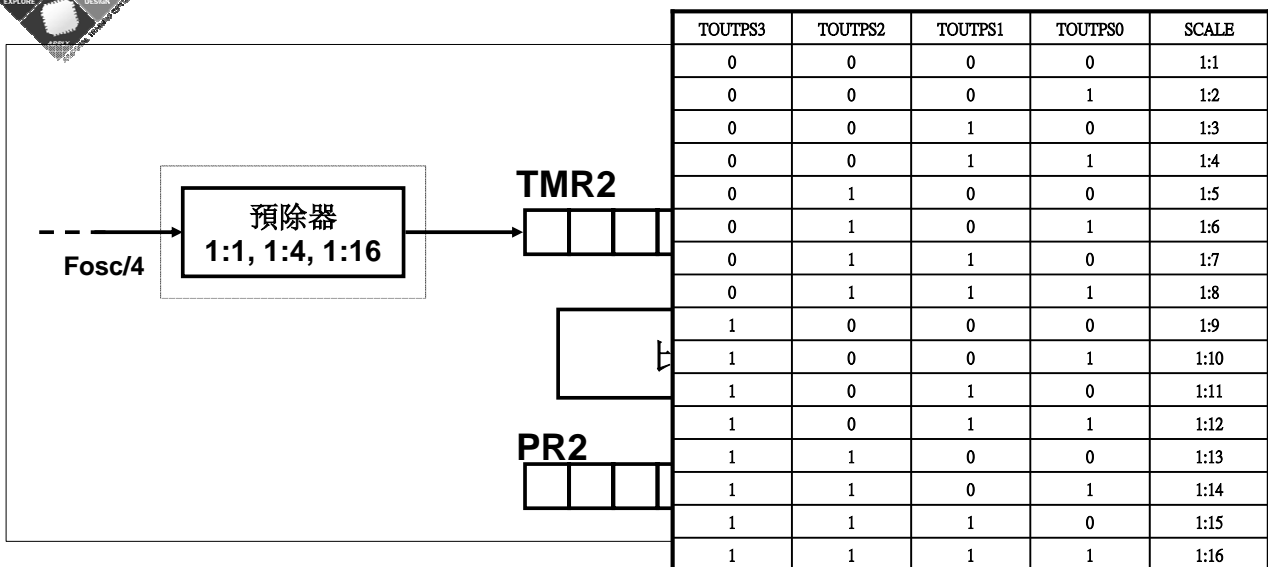 EXPLORE
DESIGN
APPLY
預除器
1:1, 1:4, 1:16
Fosc/4
TMR2
PR2
TOUTPS3 TOUTPS2 TOUTPS1 TOUTPS0 SCALE
0 0 0 0 1:1
0 0 0 1 1:2
0 0 1 0 1:3
0 0 1 1 1:4
0 1 0 0 1:5
0 1 0 1 1:6
0 1 1 0 1:7
0 1 1 1 1:8
1 0 0 0 1:9
1 0 0 1 1:10
1 0 1 0 1:11
1 0 1 1 1:12
1 1 0 0 1:13
1 1 0 1 1:14
1 1 1 0 1:15
1 1 1 1 1:16